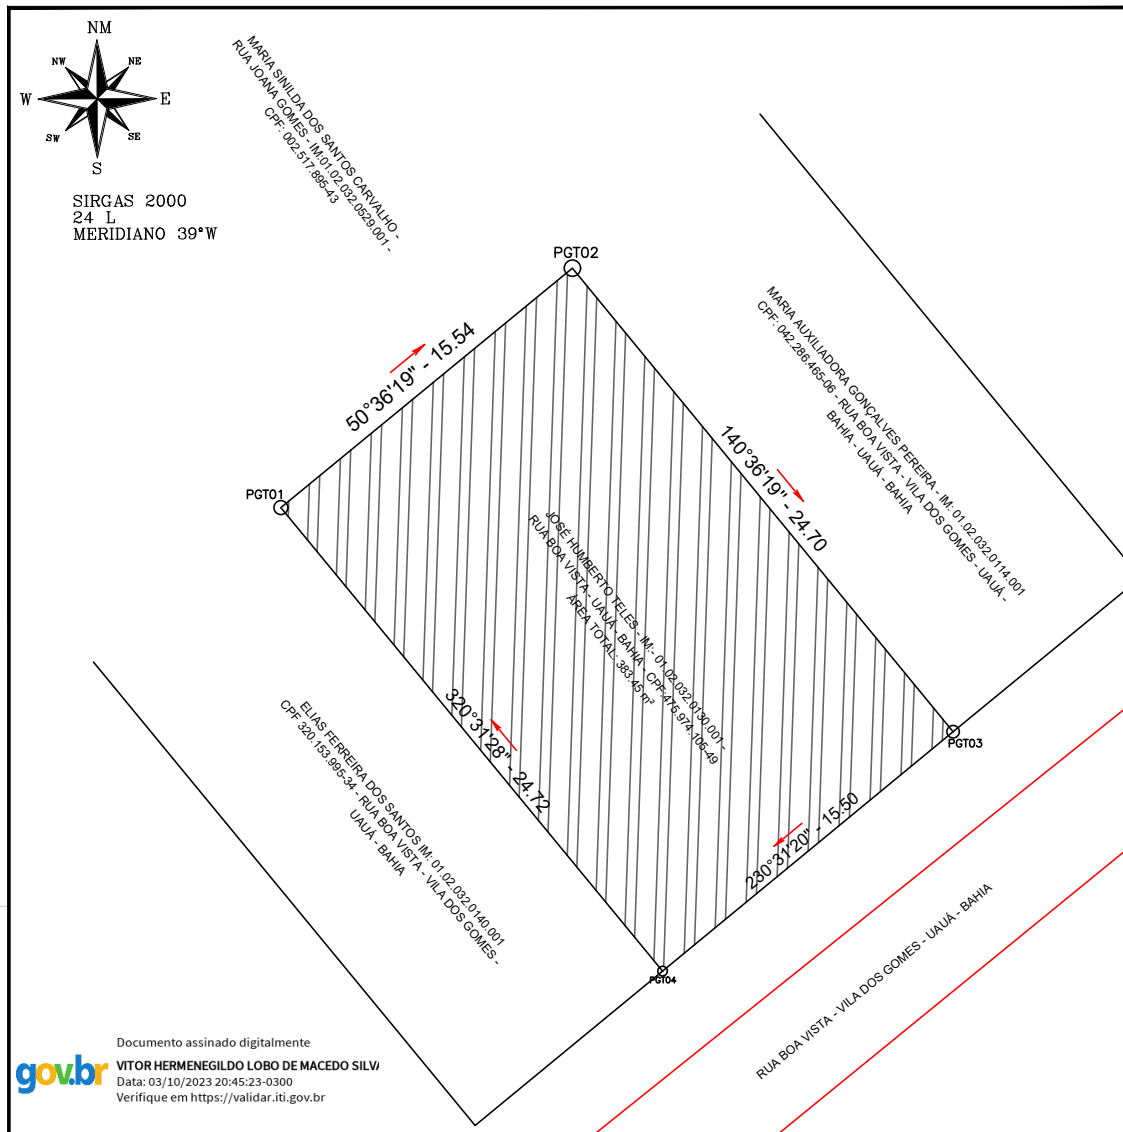 NM
NW
NE
W
E
SW
SE
S
SIRGAS 2000
24 L
MERIDIANO 39°W
MARIA SINILDA DOS SANTOS CARVALHO -
RUA JOANA GOMES - IM:01.02.032.0529.001 -
CPF: 002.517.895-43
PGT02
50°36'19" - 15.54
MARIA AUXILIADORA GONÇALVES PEREIRA - IM: 01.02.032.0114.001
CPF: 042.286.465-06 - RUA BOA VISTA - VILA DOS GOMES - UAUÁ -
BAHIA - UAUÁ - BAHIA
140°36'19" - 24.70
PGT01
JOSÉ HUMBERTO TELES - IM:- 01.02.032.0130.001 -
RUA BOA VISTA - UAUÁ - BAHIA - CPF:475.974.105-49
ÁREA TOTAL: 383.45 m²
320°31'28" - 24.72
ELIAS FERREIRA DOS SANTOS IM: 01.02.032.0140.001
CPF 320.153.995-34 - RUA BOA VISTA - VILA DOS GOMES -
UAUÁ - BAHIA
PGT03
230°31'20" - 15.50
PGT04
RUA BOA VISTA - VILA DOS GOMES - UAUÁ - BAHIA
gov.br
Documento assinado digitalmente
VITOR HERMENEGILDO LOBO DE MACEDO SILVA
Data: 03/10/2023 20:45:23-0300
Verifique em https://validar.iti.gov.br